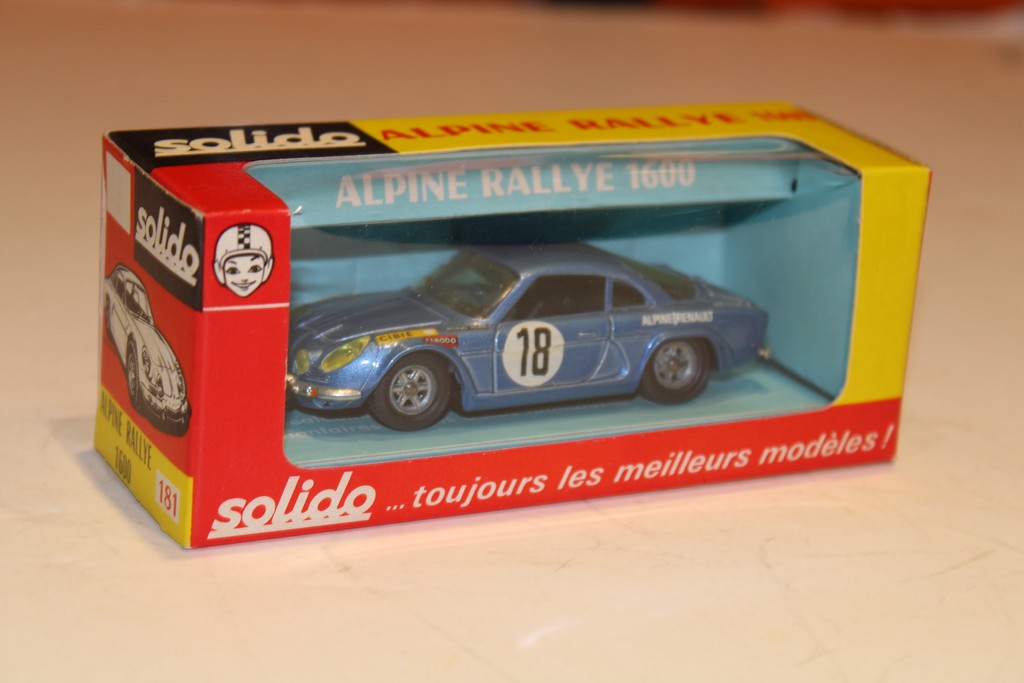 solido
ALPINE RALLYE 1600
ALPINE RALLYE 1600
solido
CIBIE
18
ALPINE RENAULT
ALPINE RALLYE
1600
181
solido ...toujours les meilleurs modèles!